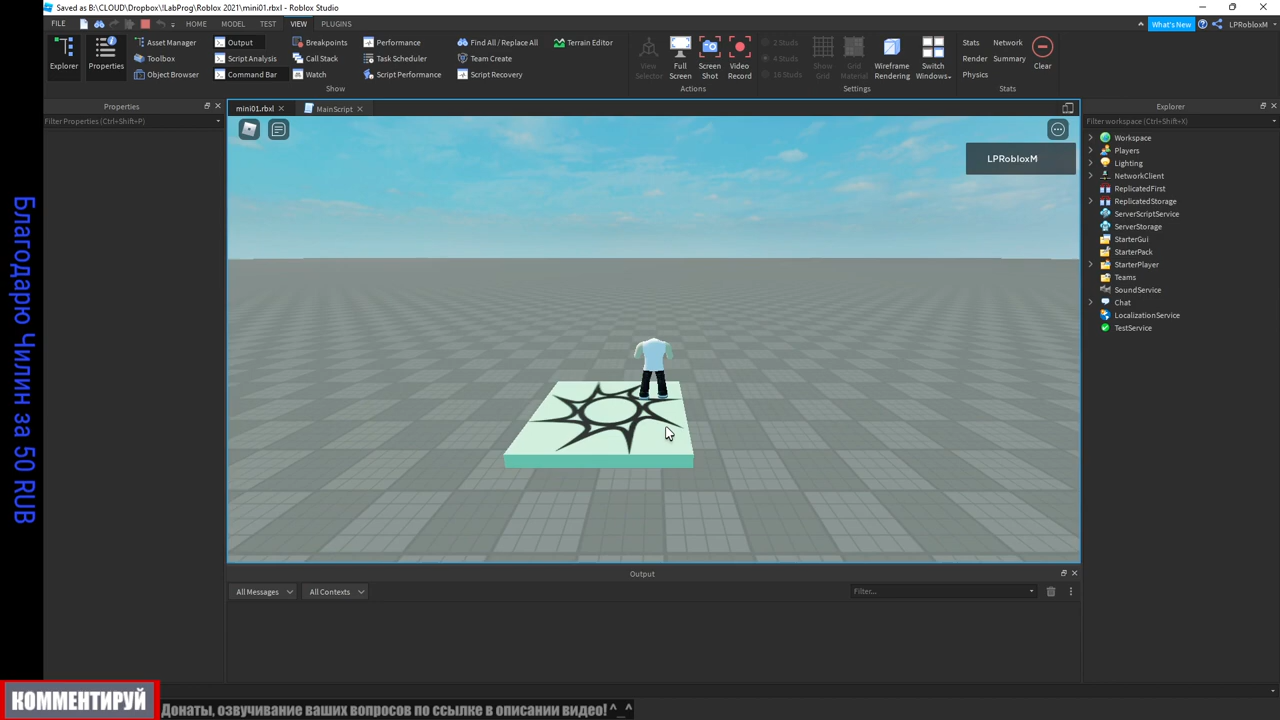 Saved as B:\CLOUD\Dropbox\!LabProg\Roblox 2021\mini01.rbxl - Roblox Studio
FILE HOME MODEL TEST VIEW PLUGINS What's New LPRobloxM
Explorer
Properties
Asset Manager
Toolbox
Object Browser
Output
Script Analysis
Command Bar
Breakpoints
Call Stack
Watch
Performance
Task Scheduler
Script Performance
Find All / Replace All
Team Create
Script Recovery
Terrain Editor
Show
View
Selector
Full
Screen
Screen
Shot
Video
Record
Actions
2 Studs
4 Studs
16 Studs
Show
Grid
Grid
Material
Wireframe
Rendering
Switch
Windows
Settings
Stats
Render
Physics
Network
Summary
Clear
Stats
Properties
Filter Properties (Ctrl+Shift+P)
mini01.rbxl
MainScript
LPRobloxM
Explorer
Filter workspace (Ctrl+Shift+X)
Workspace
Players
Lighting
NetworkClient
ReplicatedFirst
ReplicatedStorage
ServerScriptService
ServerStorage
StarterGui
StarterPack
StarterPlayer
Teams
SoundService
Chat
LocalizationService
TestService
Output
All Messages
All Contexts
Filter...
Благодарю Чилин за 50 RUB
КОММЕНТИРУЙ
Донаты, озвучивание ваших вопросов по ссылке в описании видео! ^_^